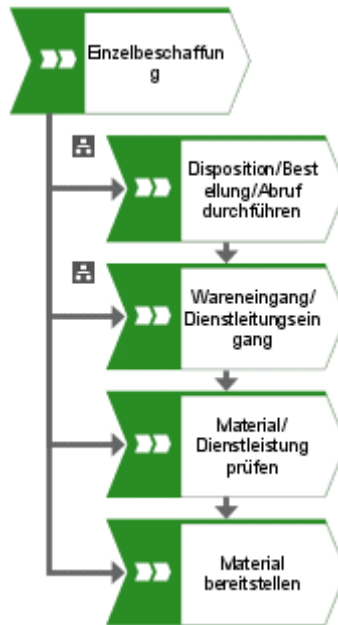 Einzelbeschaffun
g
Disposition/Best
ellung/Abruf
durchführen
Wareneingang/
Dienstleitungsein
gang
Material/
Dienstleistung
prüfen
Material
bereitstellen